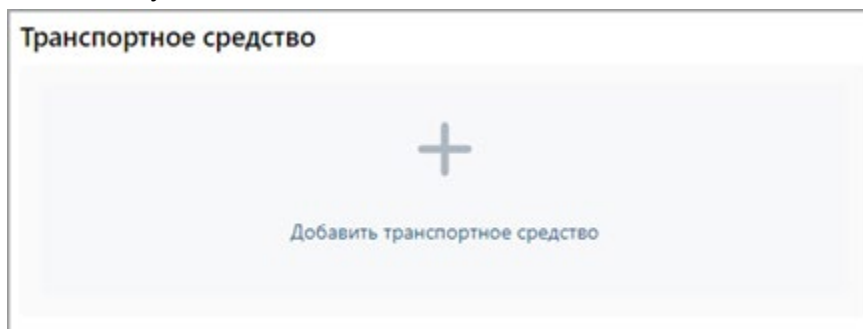 Транспортное средство
Добавить транспортное средство